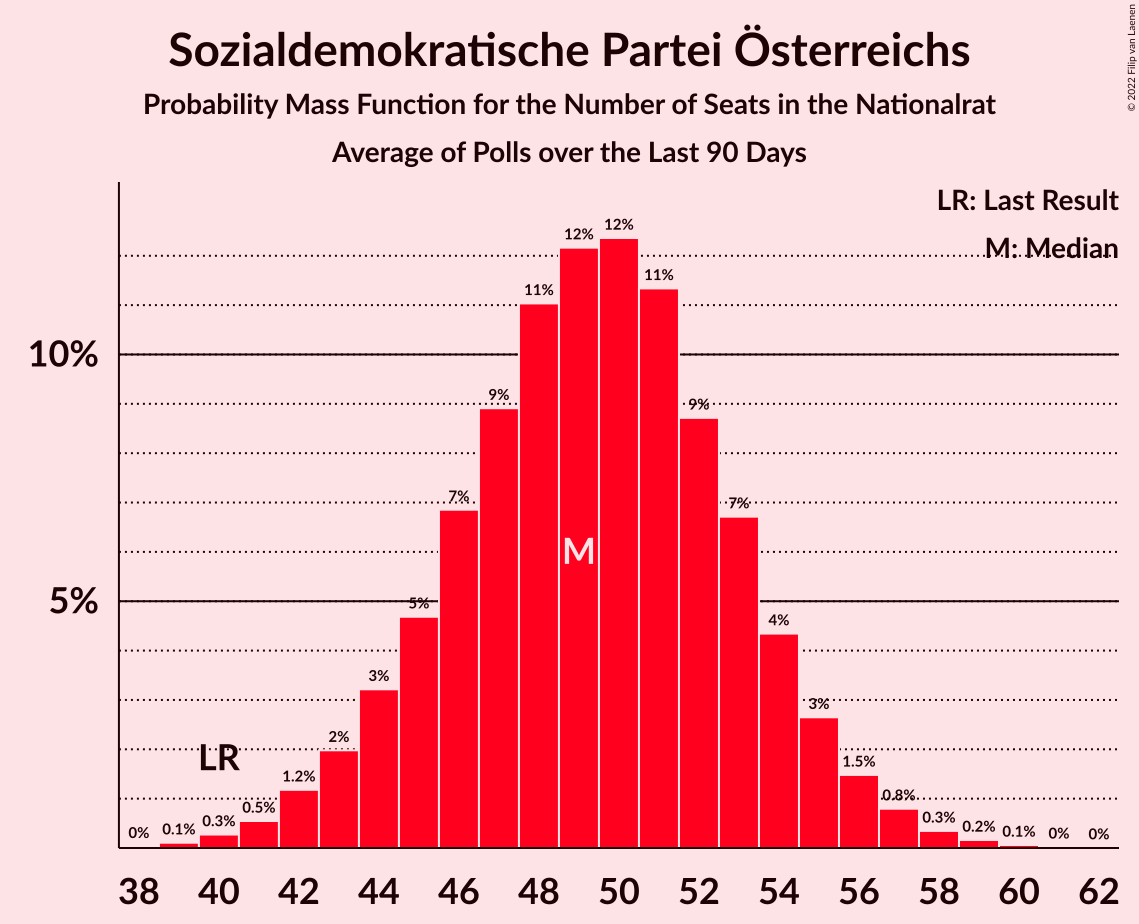 Sozialdemokratische Partei Österreichs
Probability Mass Function for the Number of Seats in the Nationalrat
Average of Polls over the Last 90 Days
© 2022 Filip van Laenen
LR: Last Result
M: Median
12% 12%
11% 11%
10%
9% 9%
7% 7%
M
5%
5%
4%
3% 3%
LR
2%
1.2% 1.5%
0.5% 0.8%
0% 0.1% 0.3% 0.3% 0.2% 0.1% 0% 0%
38 40 42 44 46 48 50 52 54 56 58 60 62